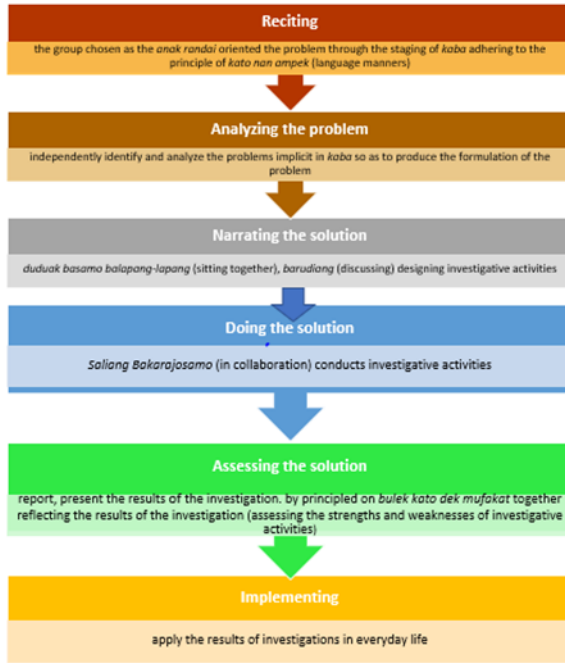 Reciting
the group chosen as the anak randai oriented the problem through the staging of kaba adhering to the
principle of kato nan ampek (language manners)
Analyzing the problem
independently identify and analyze the problems implicit in kaba so as to produce the formulation of the
problem
Narrating the solution
duduak basamo balapang-lapang (sitting together), barudiang (discussing) designing investigative activities
Doing the solution
Saliang Bakarajosamo (in collaboration) conducts investigative activities
Assessing the solution
report, present the results of the investigation. by principled on bulek kato dek mufakat together
reflecting the results of the investigation (assessing the strengths and weaknesses of investigative
activities)
Implementing
apply the results of investigations in everyday life